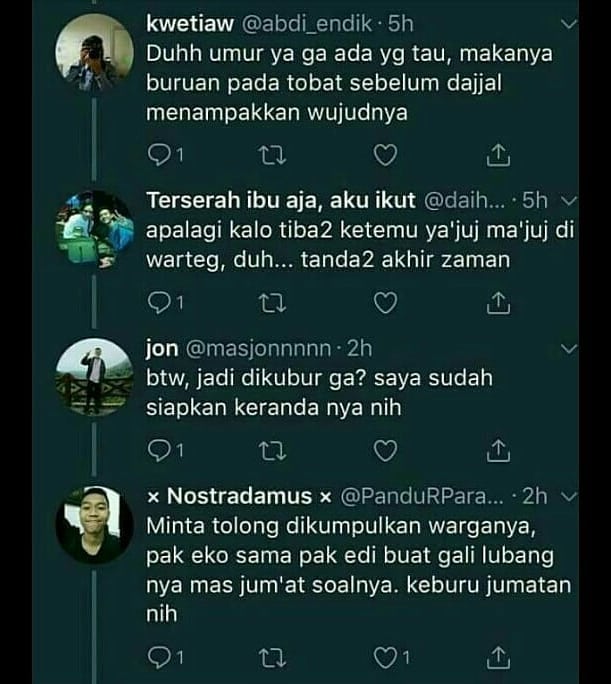 kwetiaw @abdi_endik · 5h
Duhh umur ya ga ada yg tau, makanya
buruan pada tobat sebelum dajjal
menampakkan wujudnya
1
Terserah ibu aja, aku ikut @daih... · 5h
apalagi kalo tiba2 ketemu ya'juj ma'juj di
warteg, duh... tanda2 akhir zaman
1
jon @masjonnnnn · 2h
btw, jadi dikubur ga? saya sudah
siapkan keranda nya nih
1
× Nostradamus × @PanduRPara... · 2h
Minta tolong dikumpulkan warganya,
pak eko sama pak edi buat gali lubang
nya mas jum'at soalnya. keburu jumatan
nih
1 1